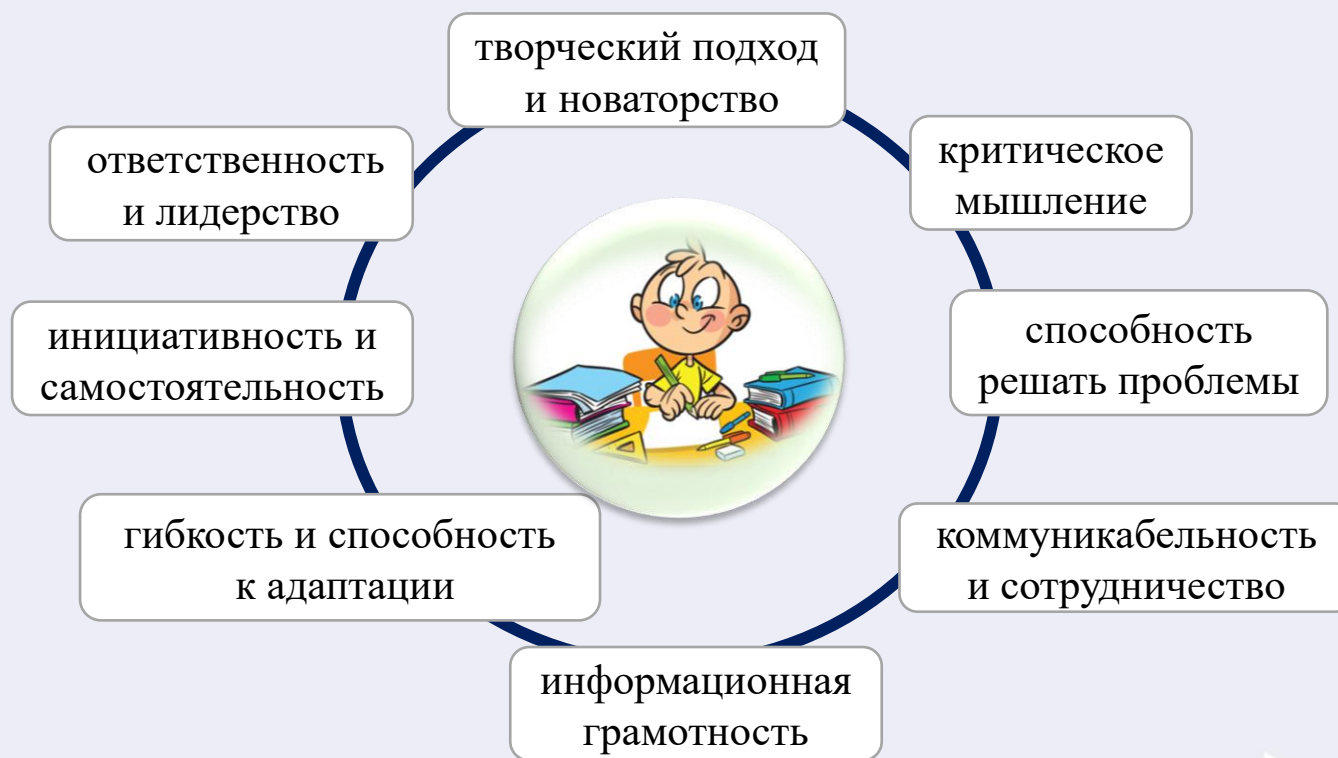 творческий подход
и новаторство
критическое
мышление
способность
решать проблемы
коммуникабельность
и сотрудничество
информационная
грамотность
гибкость и способность
к адаптации
инициативность и
самостоятельность
ответственность
и лидерство